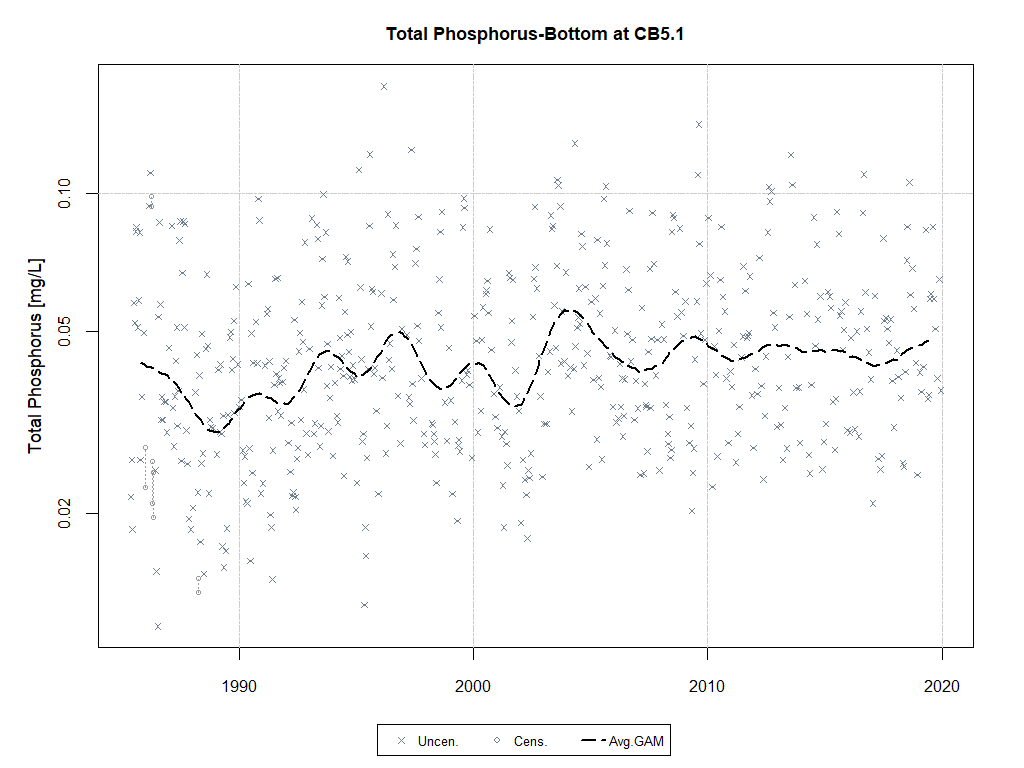 Total Phosphorus-Bottom at CB5.1
Total Phosphorus [mg/L]
0.10
0.05
0.02
1990 2000 2010 2020
Uncen. Cens. Avg.GAM